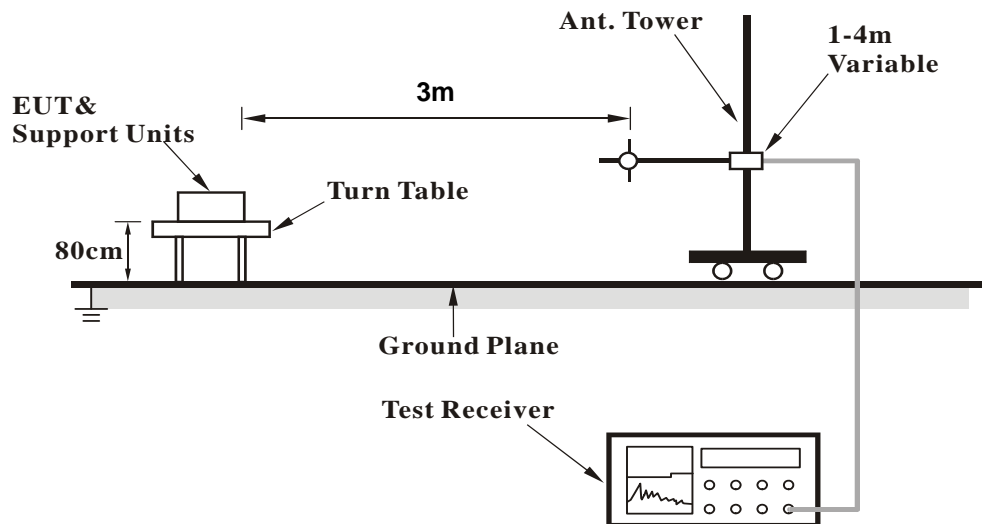 Ant. Tower
1-4m
Variable
3m
EUT&
Support Units
Turn Table
80cm
Ground Plane
Test Receiver